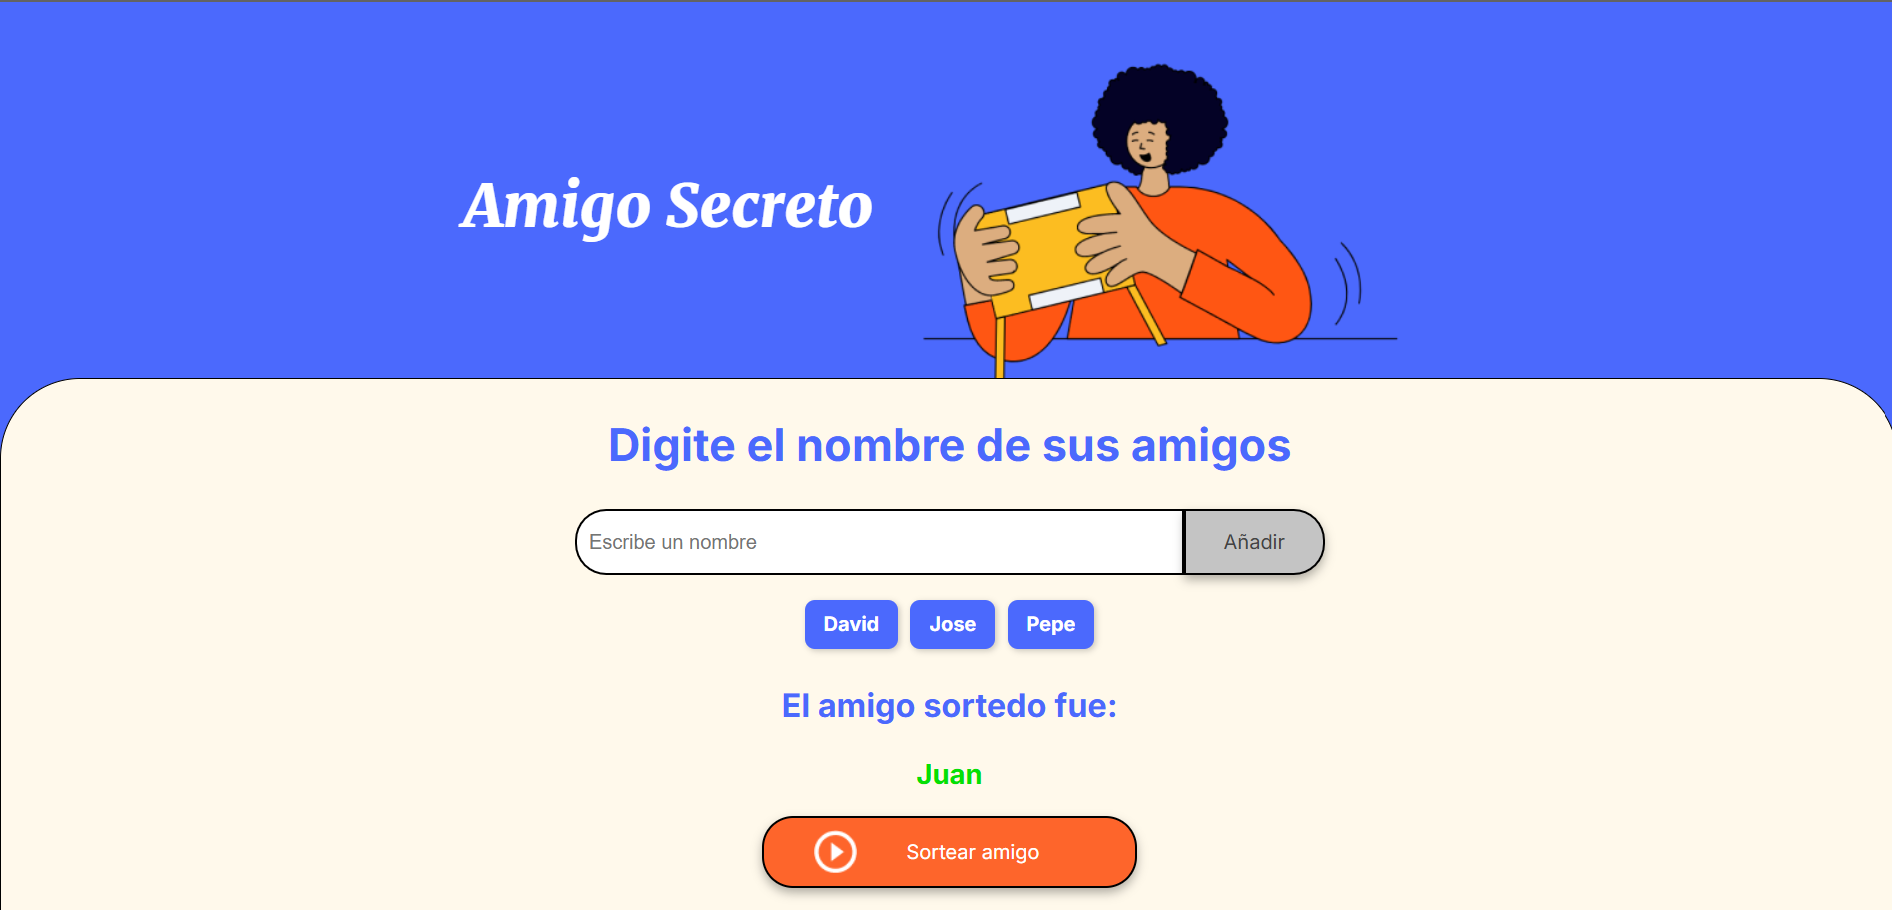 Amigo Secreto
Digite el nombre de sus amigos
Escribe un nombre
Añadir
David Jose Pepe
El amigo sortedo fue:
Juan
Sortear amigo